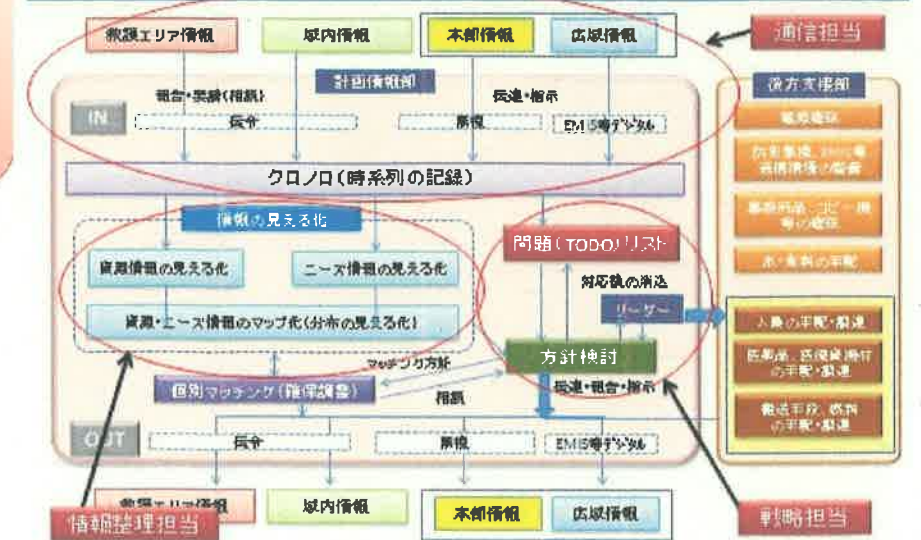 救護エリア情報
域内情報
本部情報
広域情報
通信担当
計画情報部
後方支援部
IN
報告・要請(相談)
伝達・指示
伝令
無線
EMIS等デジタル
クロノロ(時系列の記録)
情報の見える化
問題(TODO)リスト
資源情報の見える化
ニーズ情報の見える化
対応後の消込
リーダー
資源・ニーズ情報のマップ化(分布の見える化)
方針検討
マッチング方針
個別マッチング(確保調整)
相談
伝達・報告・指示
OUT
伝令
無線
EMIS等デジタル
水・食料の手配
人員の手配・調達
医薬品、医療資機材
の手配・調達
搬送手段、燃料
の手配・調達
救護エリア情報
域内情報
本部情報
広域情報
情報整理担当
戦略担当